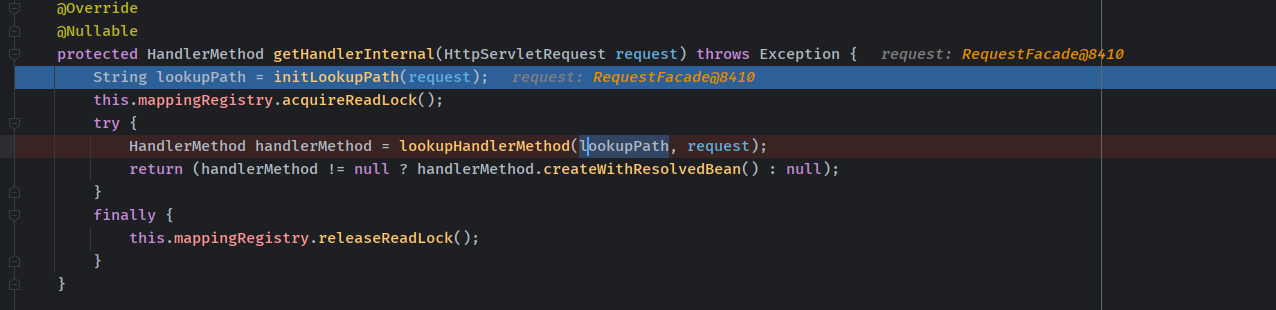 @Override
@Nullable
protected HandlerMethod getHandlerInternal(HttpServletRequest request) throws Exception {   request: RequestFacade@8410
    String lookupPath = initLookupPath(request);   request: RequestFacade@8410
    this.mappingRegistry.acquireReadLock();
    try {
        HandlerMethod handlerMethod = lookupHandlerMethod(lookupPath, request);
        return (handlerMethod != null ? handlerMethod.createWithResolvedBean() : null);
    }
    finally {
        this.mappingRegistry.releaseReadLock();
    }
}